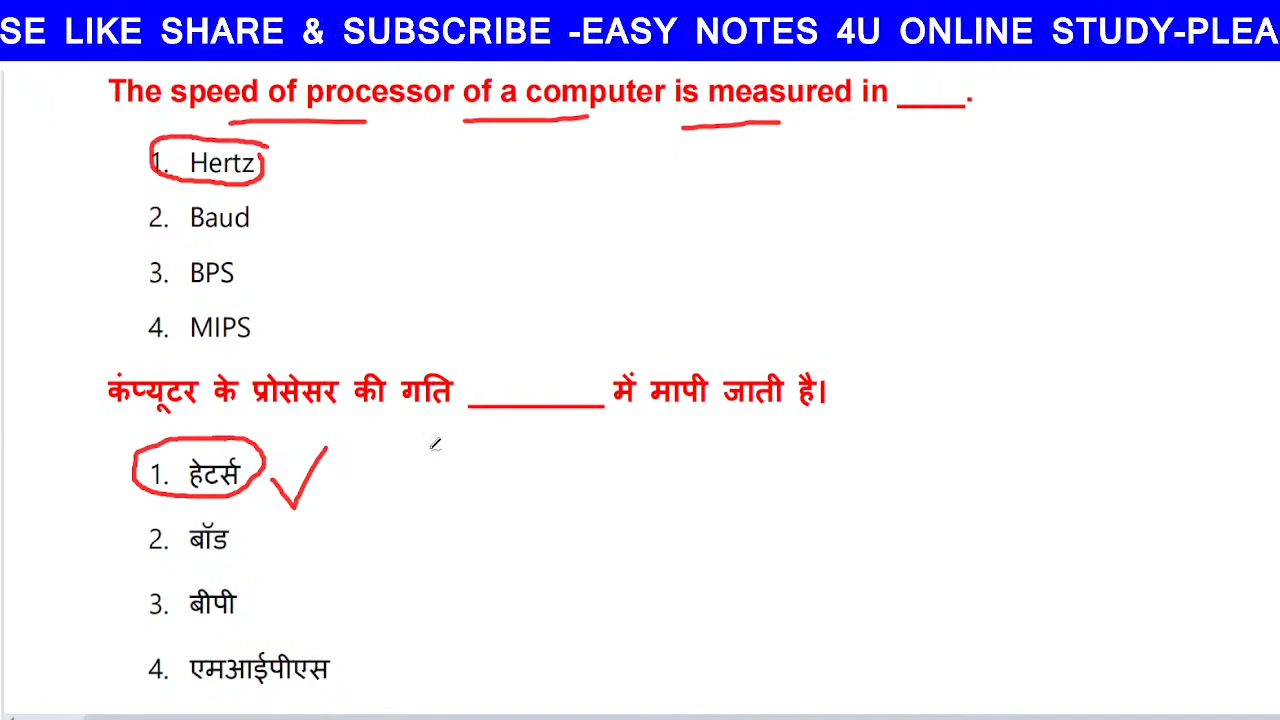 SE LIKE SHARE & SUBSCRIBE -EASY NOTES 4U ONLINE STUDY-PLEA
The speed of processor of a computer is measured in ____.
1. Hertz
2. Baud
3. BPS
4. MIPS
कंप्यूटर के प्रोसेसर की गति _________ में मापी जाती है।
1. हेटर्स
2. बॉड
3. बीपी
4. एमआईपीएस